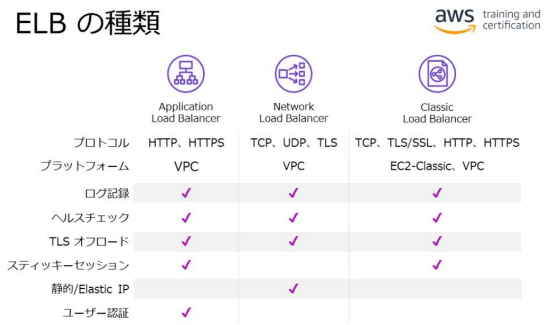 ELB の種類
aws training and certification
Application Load Balancer
Network Load Balancer
Classic Load Balancer
プロトコル HTTP、HTTPS TCP、UDP、TLS TCP、TLS/SSL、HTTP、HTTPS
プラットフォーム VPC VPC EC2-Classic、VPC
ログ記録 ✓ ✓ ✓
ヘルスチェック ✓ ✓ ✓
TLS オフロード ✓ ✓ ✓
スティッキーセッション ✓ ✓
静的/Elastic IP ✓
ユーザー認証 ✓